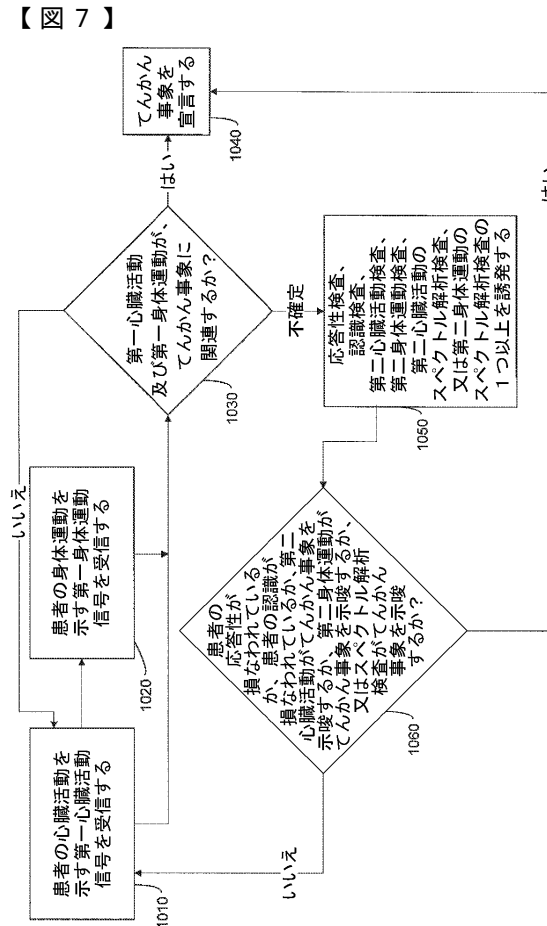 【図７】
患者の心臓活動を
示す第一心臓活動
信号を受信する
1010
患者の身体運動を
示す第一身体運動
信号を受信する
1020
いいえ
第一心臓活動
及び第一身体運動が、
てんかん事象に
関連するか？
1030
はい
てんかん
事象を
宣言する
1040
不確定
応答性検査、
認識検査、
第二心臓活動検査、
第二身体運動検査、
第二心臓活動の
スペクトル解析検査、
又は第二身体運動の
スペクトル解析検査の
１つ以上を誘発する
1050
患者の
応答性が
損なわれている
か、患者の認識が
損なわれているか、第二
心臓活動がてんかん事象を
示唆するか、第二身体運動が
てんかん事象を示唆するか、
又はスペクトル解析
検査がてんかん
事象を示唆
するか？
1060
いいえ
はい